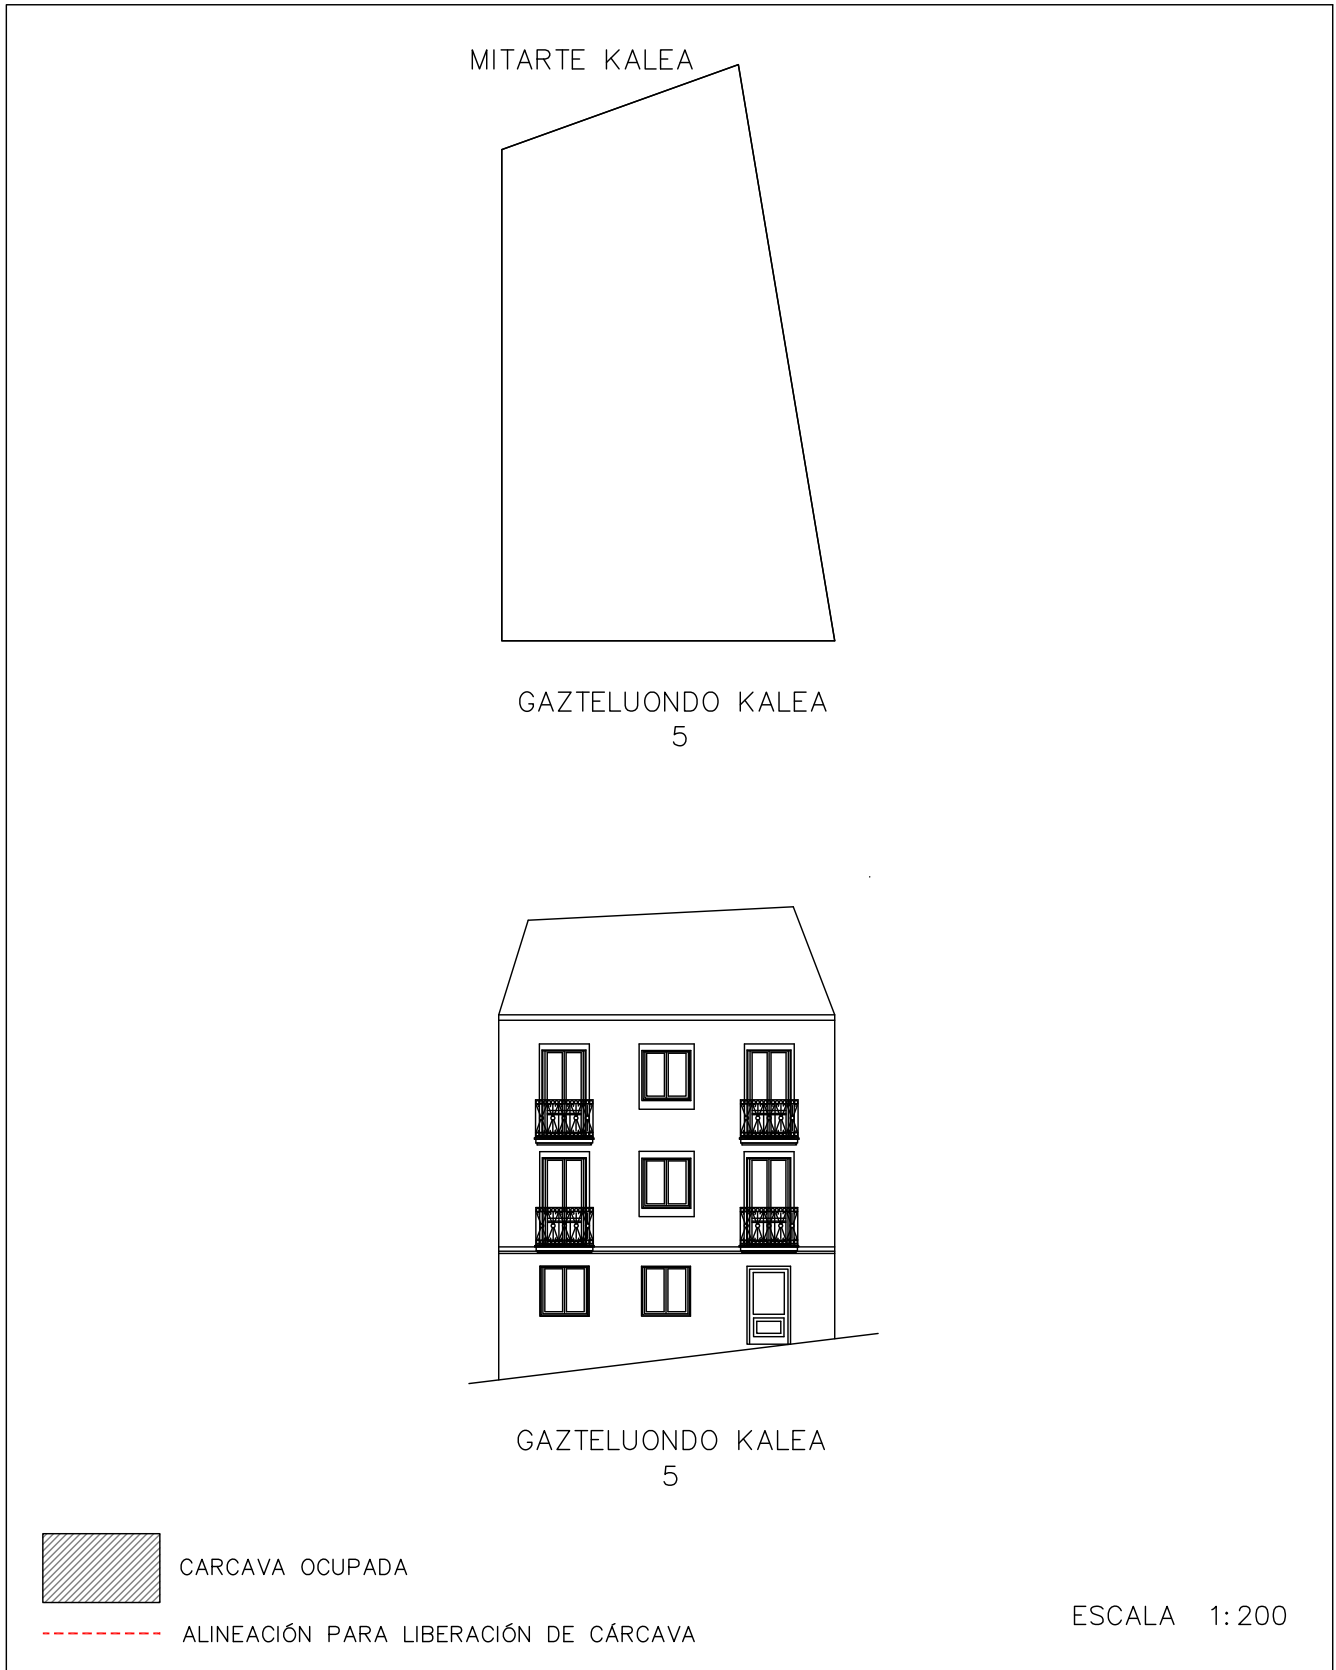 MITARTE KALEA
GAZTELUONDO KALEA
5
GAZTELUONDO KALEA
5
CARCAVA OCUPADA
ALINEACIÓN PARA LIBERACIÓN DE CÁRCAVA
ESCALA 1:200